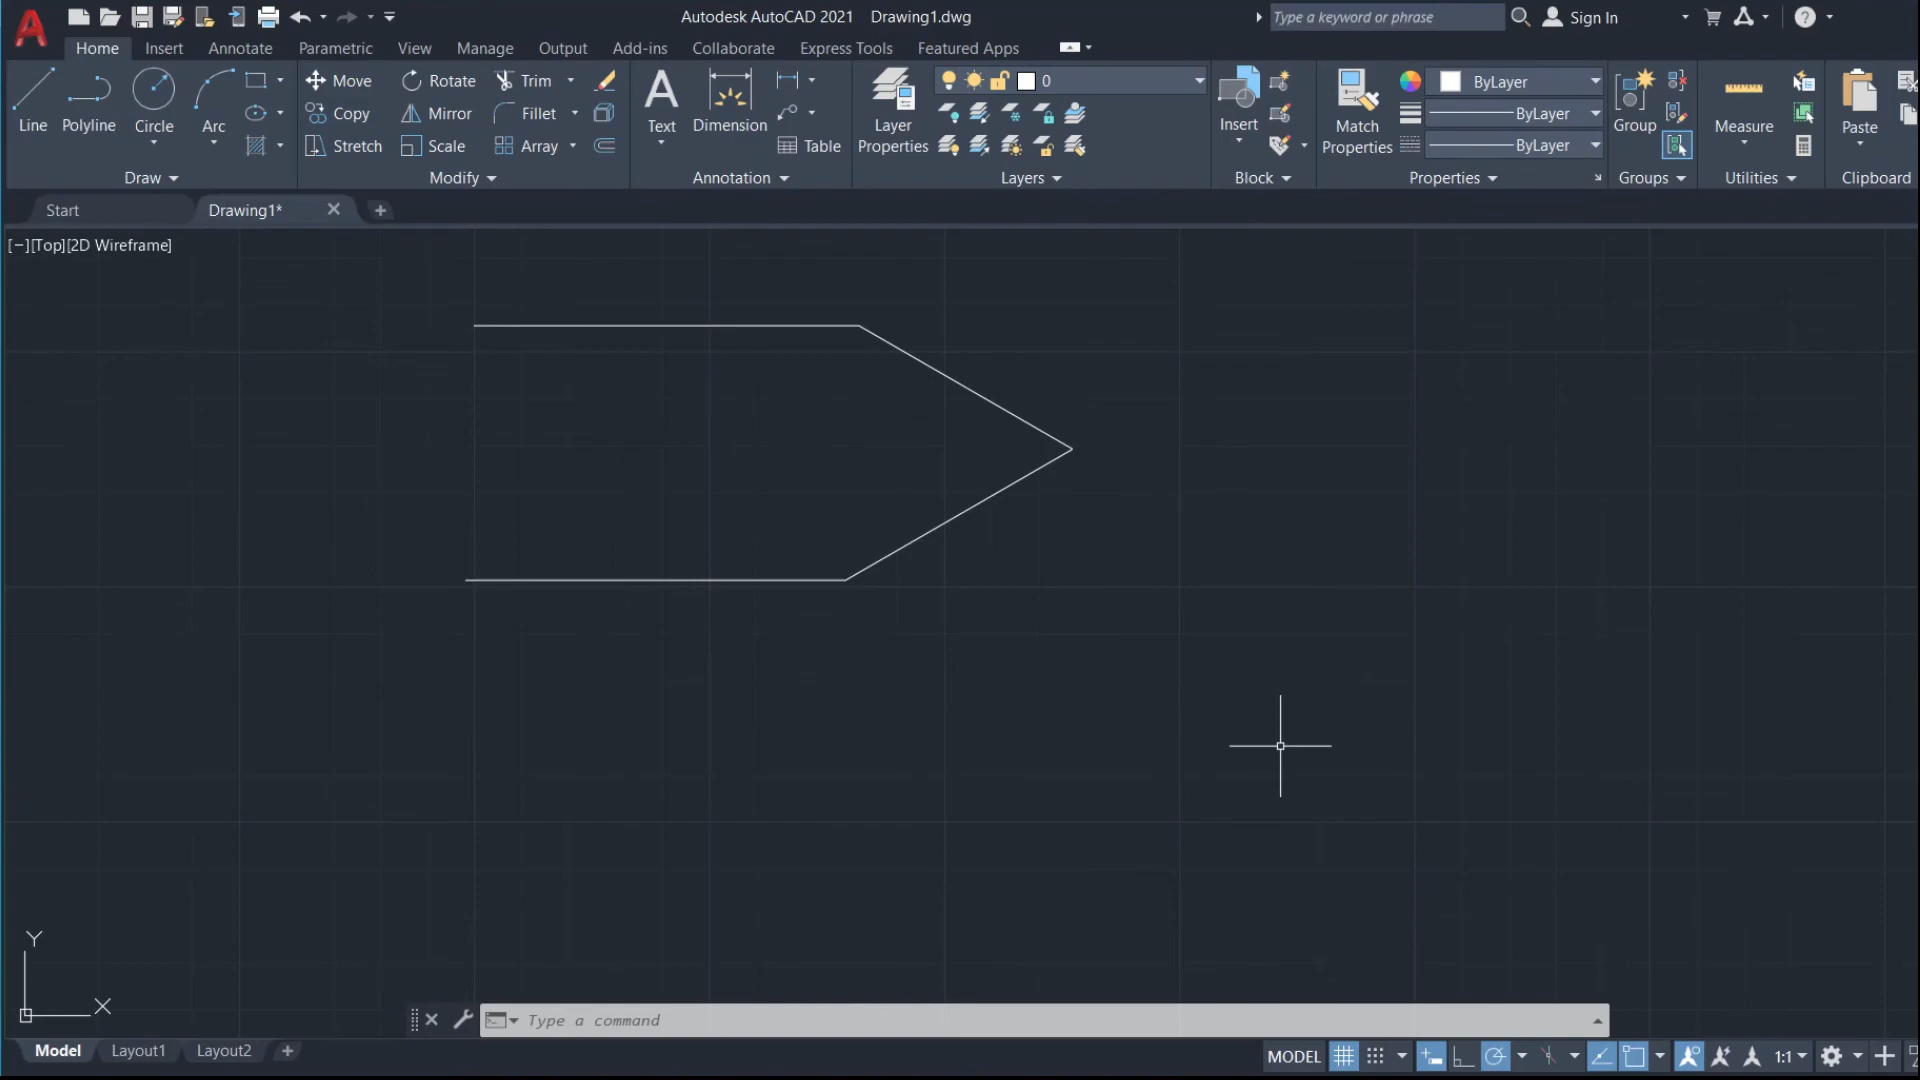 Autodesk AutoCAD 2021 Drawing1.dwg Type a keyword or phrase Sign In
Home Insert Annotate Parametric View Manage Output Add-ins Collaborate Express Tools Featured Apps
Line Polyline Circle Arc
Move Rotate Trim
Copy Mirror Fillet
Stretch Scale Array
Text Dimension Table
Layer Properties
0
Insert
Match Properties
ByLayer
ByLayer
ByLayer
Group
Measure
Paste
Draw Modify Annotation Layers Block Properties Groups Utilities Clipboard
Start Drawing1*
[−][Top][2D Wireframe]
Y
X
Type a command
Model Layout1 Layout2
MODEL 1:1